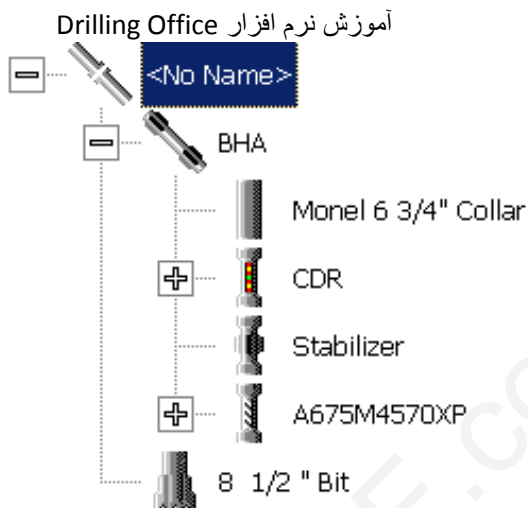 آموزش نرم افزار Drilling Office
<No Name>
BHA
Monel 6 3/4" Collar
CDR
Stabilizer
A675M4570XP
8 1/2 " Bit